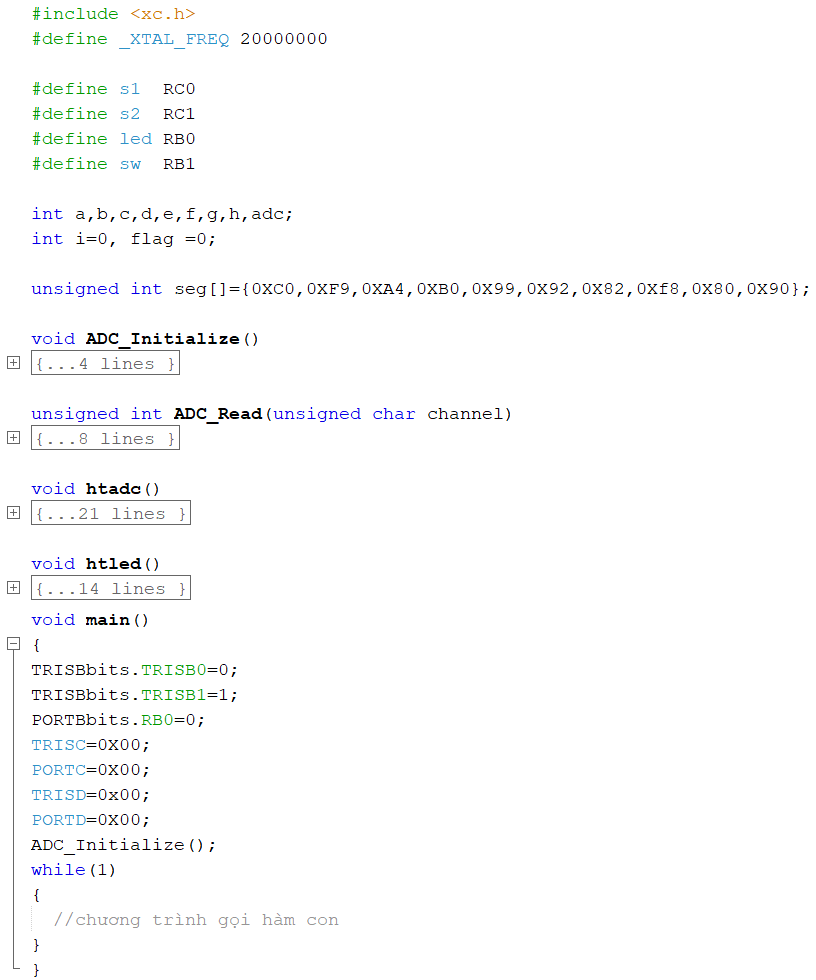 #include <xc.h>
#define _XTAL_FREQ 20000000
#define s1 RC0
#define s2 RC1
#define led RB0
#define sw RB1
int a,b,c,d,e,f,g,h,adc;
int i=0, flag =0;
unsigned int seg[]={0XC0,0XF9,0XA4,0XB0,0X99,0X92,0X82,0Xf8,0X80,0X90};
void ADC_Initialize()
{...4 lines }
unsigned int ADC_Read(unsigned char channel)
{...8 lines }
void htadc()
{...21 lines }
void htled()
{...14 lines }
void main()
{
TRISBbits.TRISB0=0;
TRISBbits.TRISB1=1;
PORTBbits.RB0=0;
TRISC=0X00;
PORTC=0X00;
TRISD=0x00;
PORTD=0X00;
ADC_Initialize();
while(1)
{
//chương trình gọi hàm con
}
}